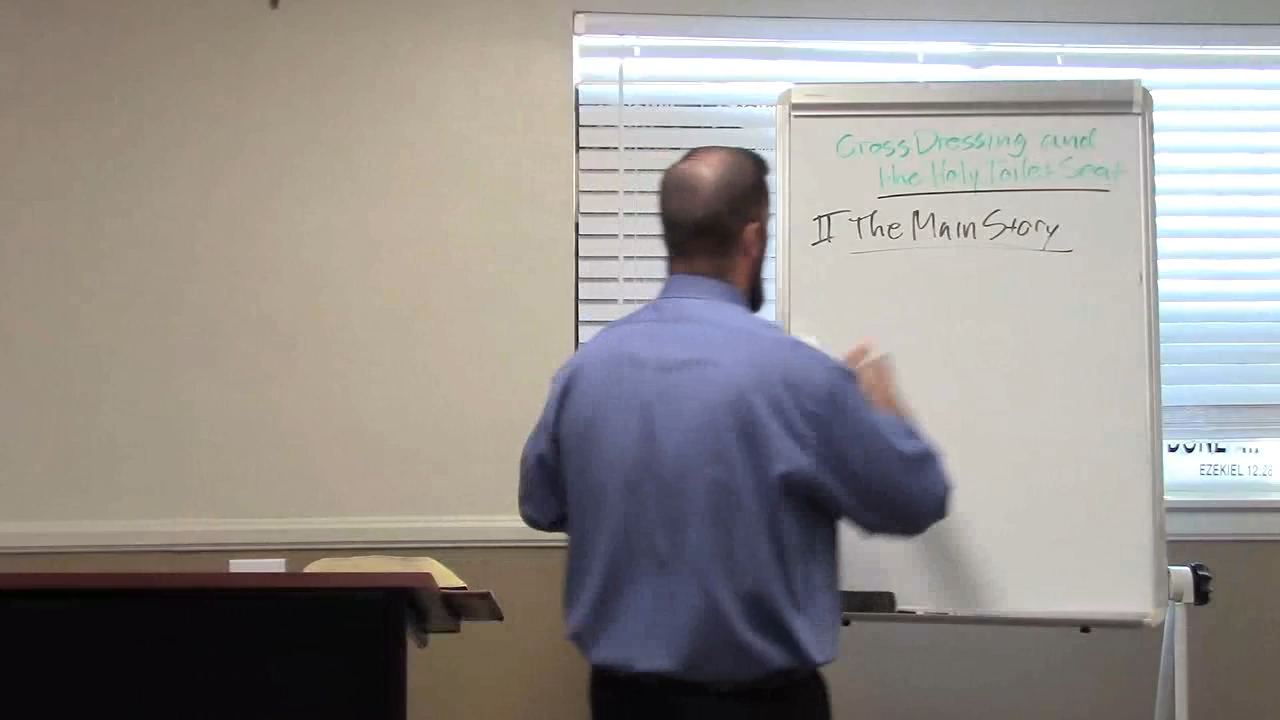 Cross Dressing and
the Holy Toilet Seat
II The Main Story
EZEKIEL 12.28